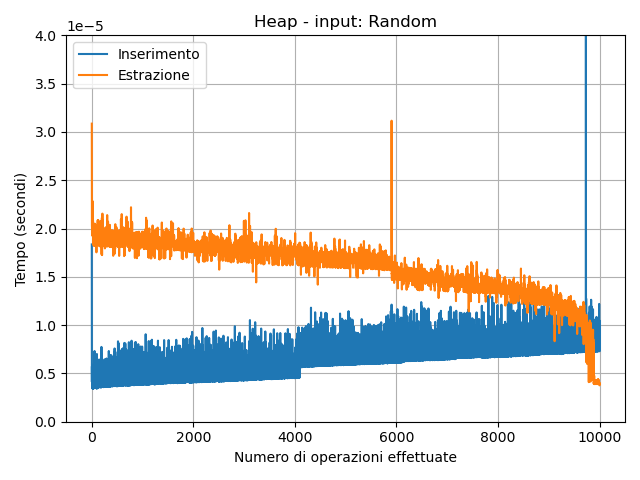 Heap - input: Random
1e−5
Inserimento
Estrazione
4.0
3.5
3.0
2.5
2.0
1.5
1.0
0.5
0.0
Tempo (secondi)
0 2000 4000 6000 8000 10000
Numero di operazioni effettuate